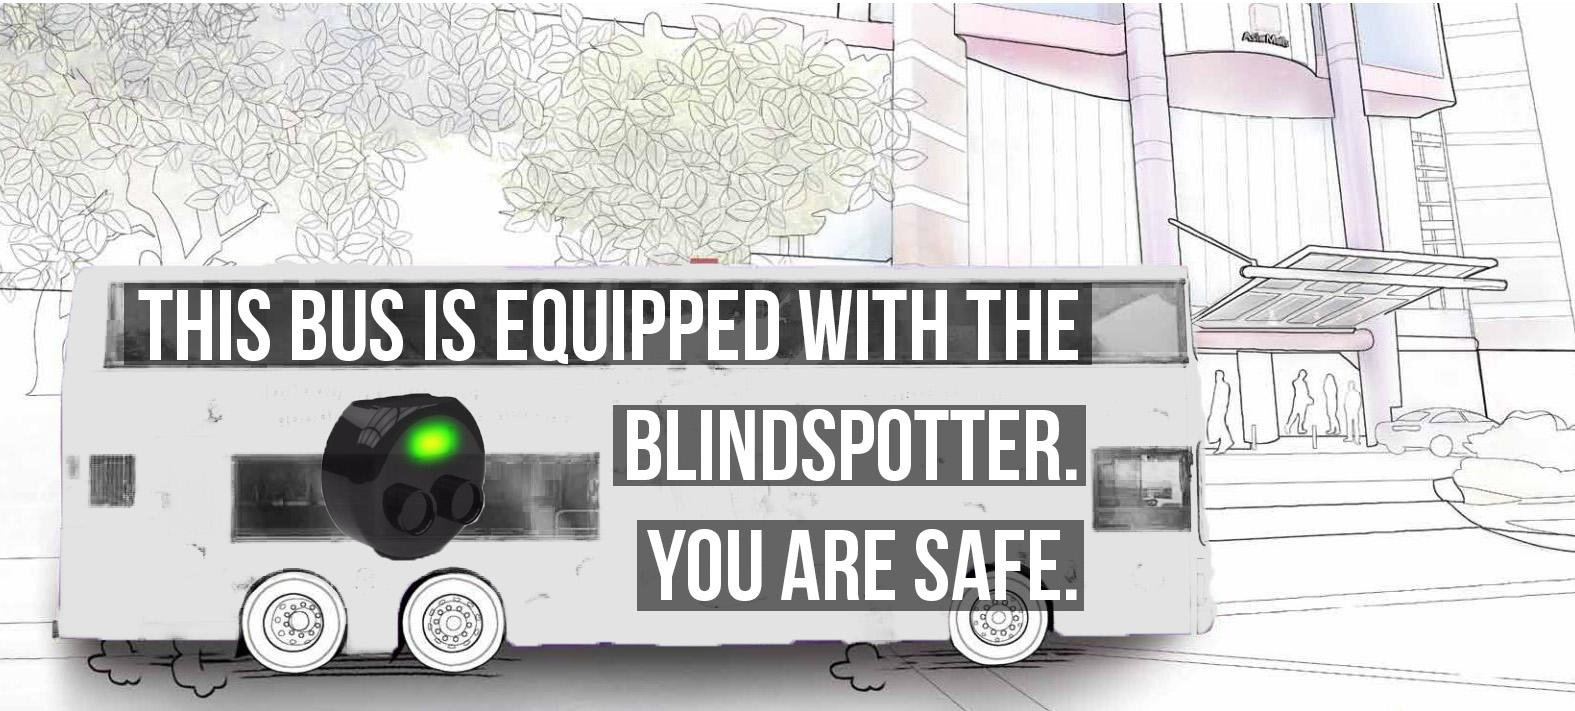 THIS BUS IS EQUIPPED WITH THE
BLINDSPOTTER.
YOU ARE SAFE.